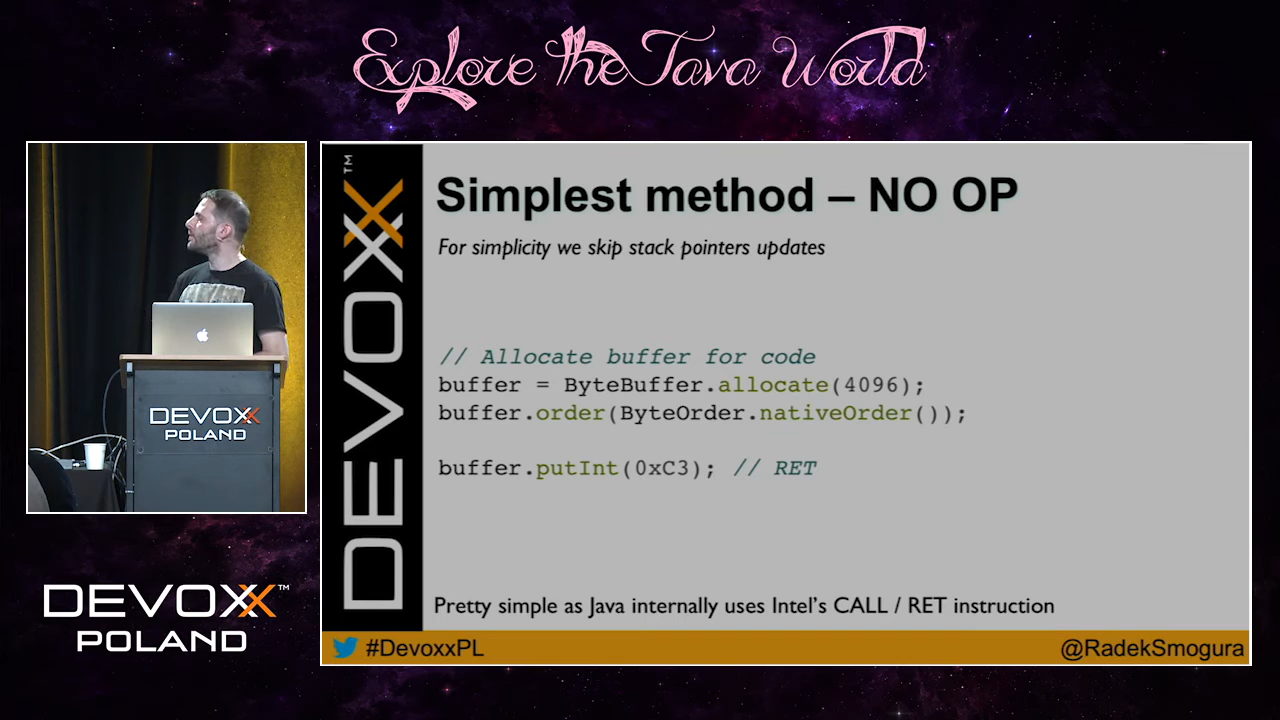 Explore the Java World
DEVOXX™
Simplest method – NO OP
For simplicity we skip stack pointers updates
// Allocate buffer for code
buffer = ByteBuffer.allocate(4096);
buffer.order(ByteOrder.nativeOrder());
buffer.putInt(0xC3); // RET
Pretty simple as Java internally uses Intel's CALL / RET instruction
#DevoxxPL
@RadekSmogura
DEVOXX
POLAND
DEVOXX™
POLAND